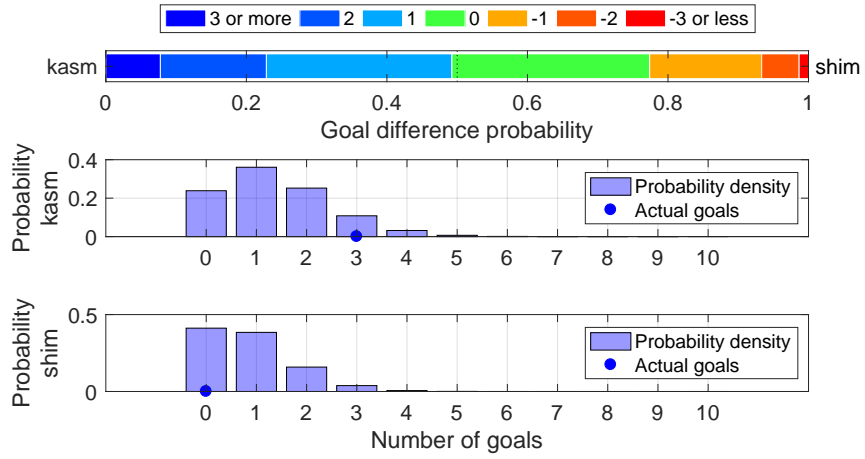 3 or more 2 1 0 -1 -2 -3 or less
kasm shim
0 0.2 0.4 0.6 0.8 1
Goal difference probability
Probability
kasm
0.4
0.2
0
Probability density
Actual goals
0 1 2 3 4 5 6 7 8 9 10
Probability
shim
0.5
0
Probability density
Actual goals
0 1 2 3 4 5 6 7 8 9 10
Number of goals